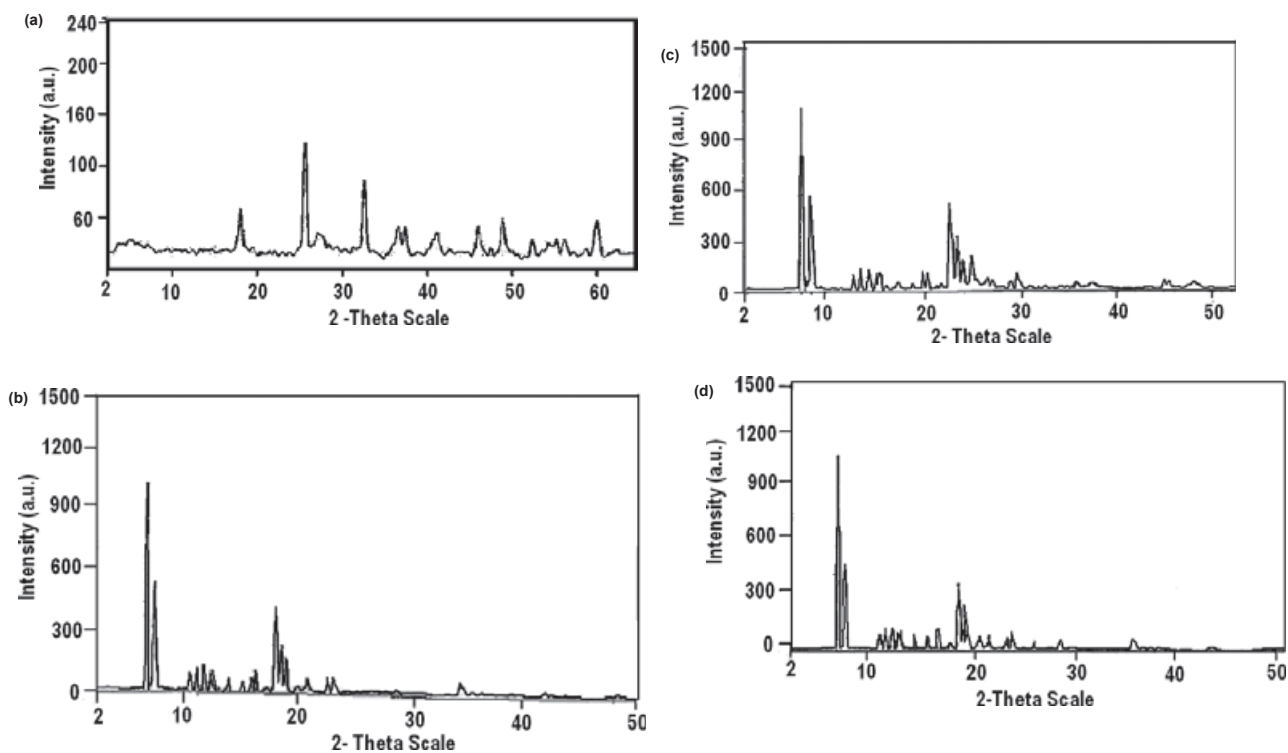 (a)
240
200
160
100
60
Intensity (a.u.)
2 10 20 30 40 50 60
2 -Theta Scale
(c)
1500
1200
900
600
300
0
Intensity (a.u.)
2 10 20 30 40 50
2- Theta Scale
(b)
1500
1200
900
600
300
0
Intensity (a.u.)
2 10 20 30 40 50
2- Theta Scale
(d)
1500
1200
900
600
300
0
Intensity (a.u.)
2 10 20 30 40 50
2-Theta Scale